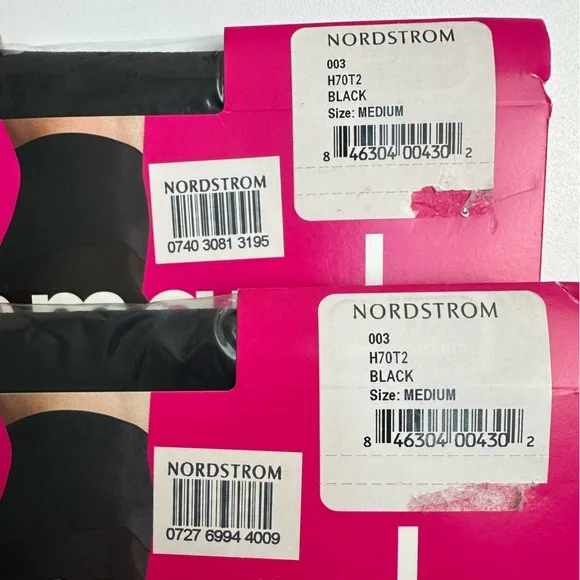 NORDSTROM
003
H70T2
BLACK
Size: MEDIUM
8 46304 00430 2
NORDSTROM
0740 3081 3195
NORDSTROM
003
H70T2
BLACK
Size: MEDIUM
8 46304 00430 2
NORDSTROM
0727 6994 4009